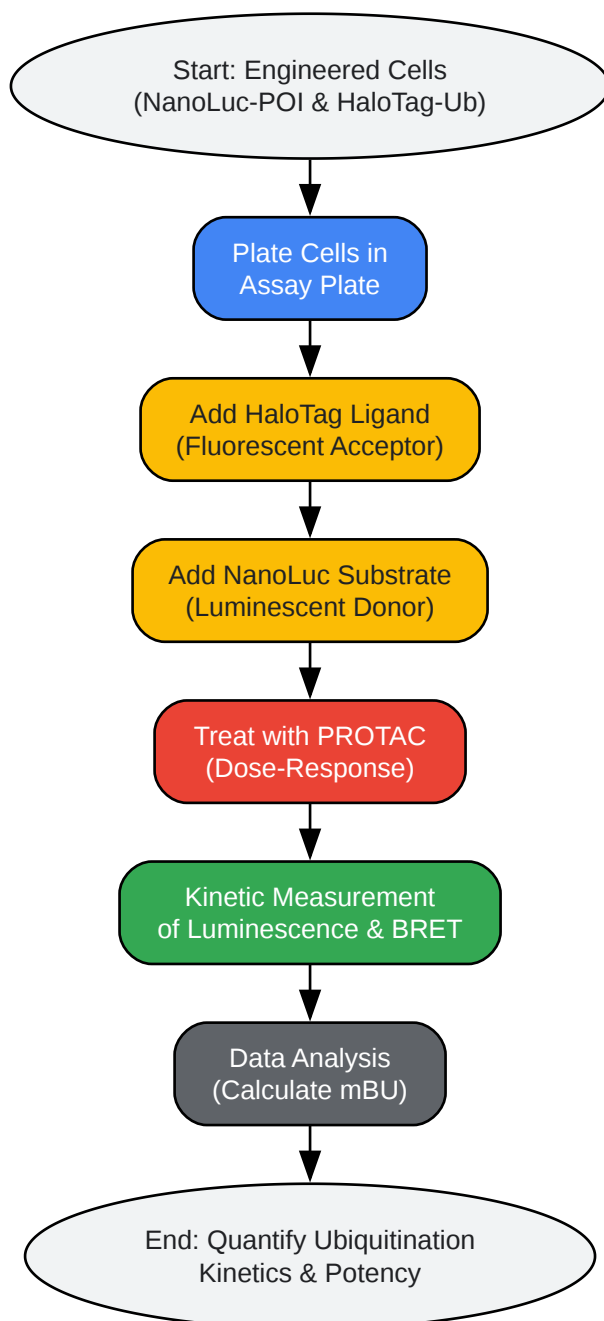 Start: Engineered Cells
(NanoLuc-POI & HaloTag-Ub)
Plate Cells in
Assay Plate
Add HaloTag Ligand
(Fluorescent Acceptor)
Add NanoLuc Substrate
(Luminescent Donor)
Treat with PROTAC
(Dose-Response)
Kinetic Measurement
of Luminescence & BRET
Data Analysis
(Calculate mBU)
End: Quantify Ubiquitination
Kinetics & Potency